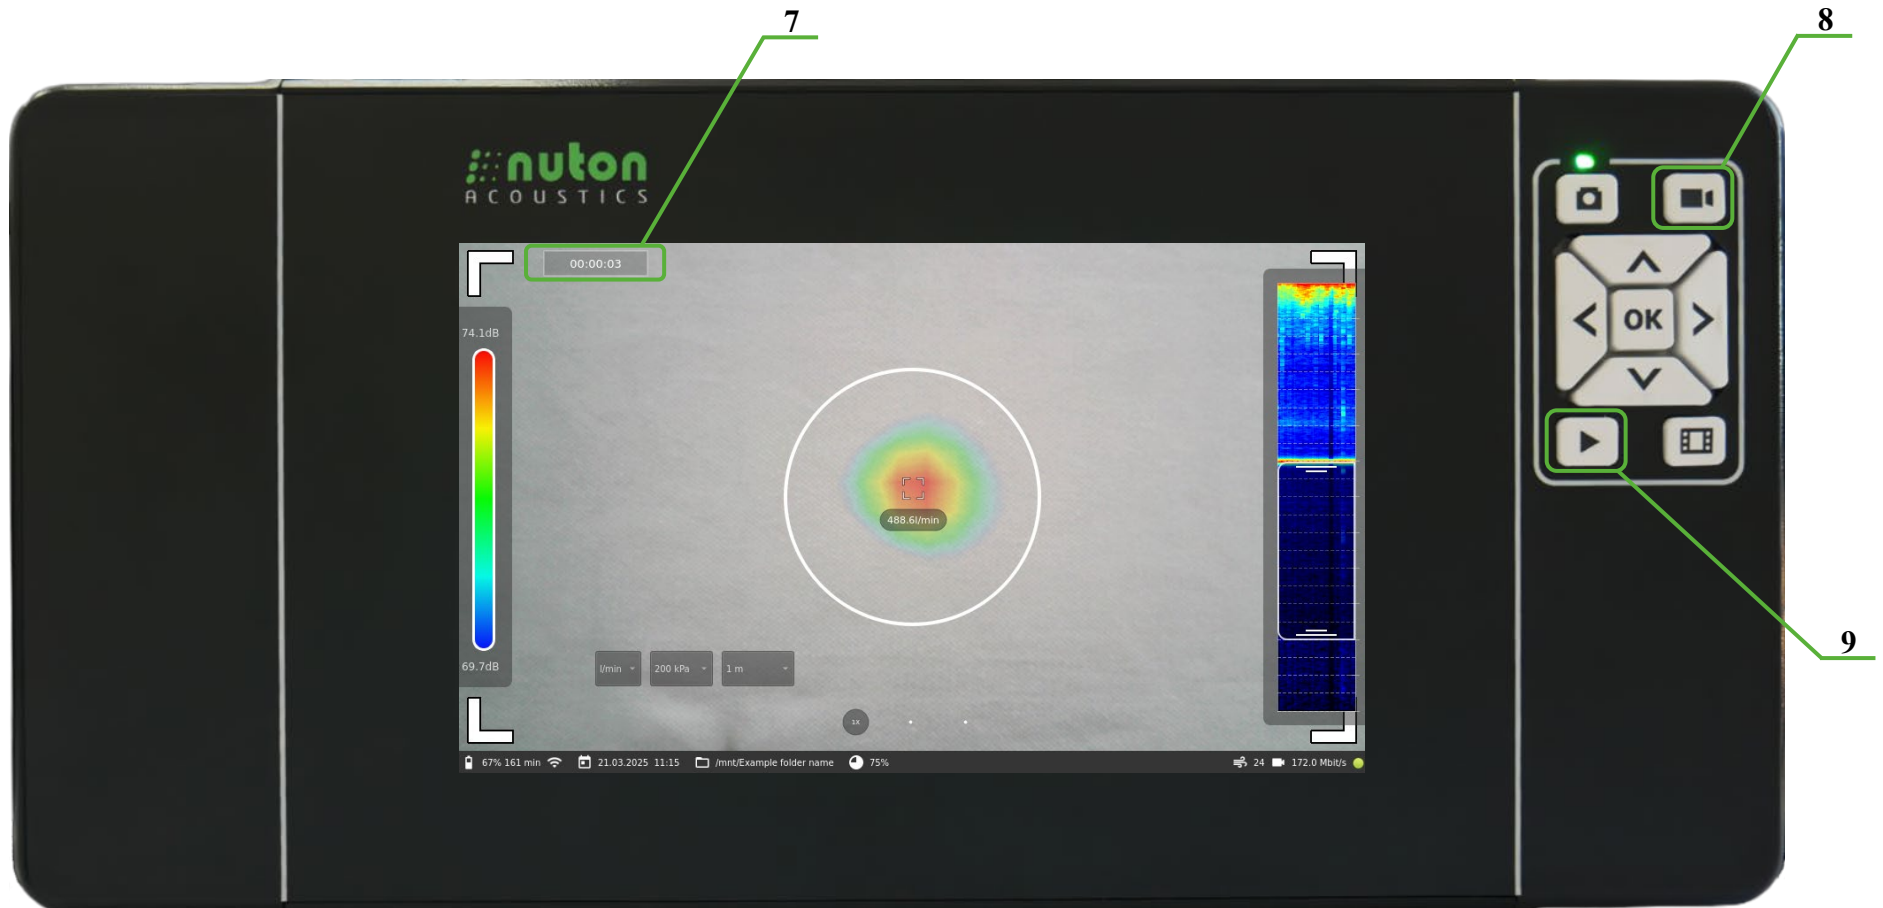 7
8
nuton
ACOUSTICS
00:00:03
74.1dB
OK
488.6l/min
9
69.7dB
l/min
200 kPa
1 m
1X
67% 161 min
21.03.2025 11:15
/mnt/Example folder name
75%
24
172.0 Mbit/s